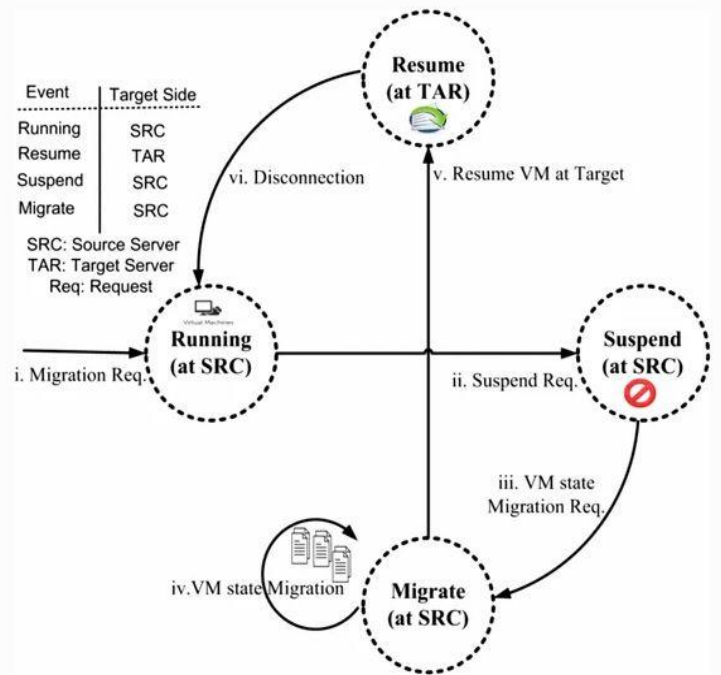 Resume
(at TAR)
Event Target Side
Running SRC
Resume TAR
Suspend SRC
Migrate SRC
SRC: Source Server
TAR: Target Server
Req: Request
vi. Disconnection
v. Resume VM at Target
Virtual Machines
Running
(at SRC)
Suspend
(at SRC)
i. Migration Req.
ii. Suspend Req.
iii. VM state
Migration Req.
iv.VM state Migration
Migrate
(at SRC)